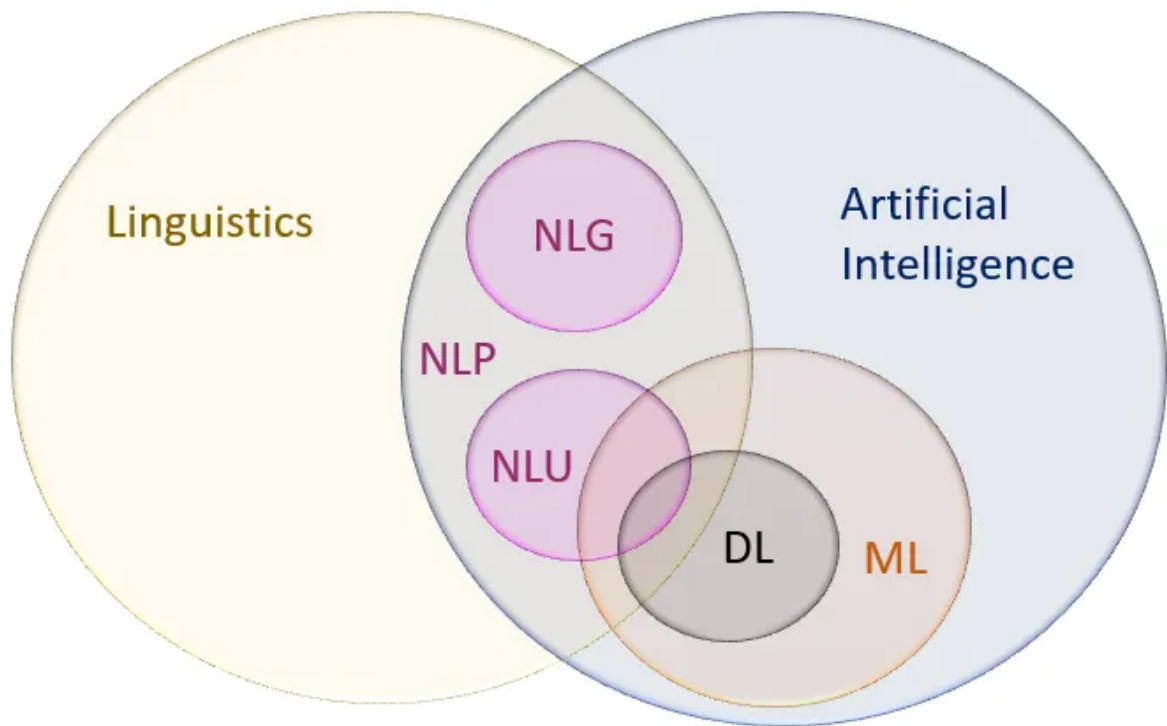 Linguistics
Artificial
Intelligence
NLG
NLP
NLU
DL
ML